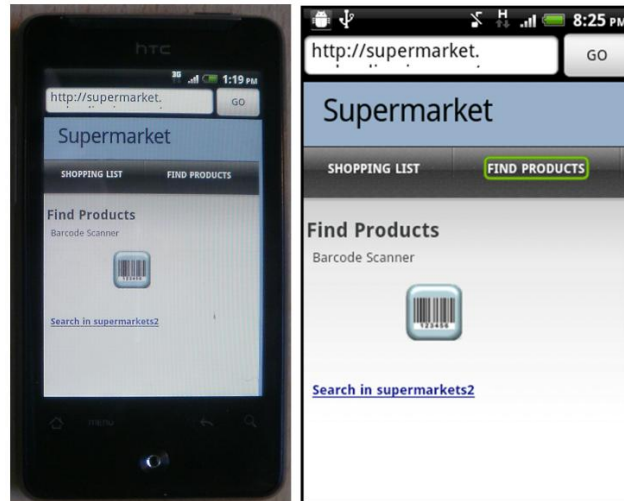 htc
3G 1:19 PM
http://supermarket.
GO
Supermarket
SHOPPING LIST FIND PRODUCTS
Find Products
Barcode Scanner
123456
Search in supermarkets2
menu
H 8:25 PM
http://supermarket.
GO
Supermarket
SHOPPING LIST FIND PRODUCTS
Find Products
Barcode Scanner
123456
Search in supermarkets2